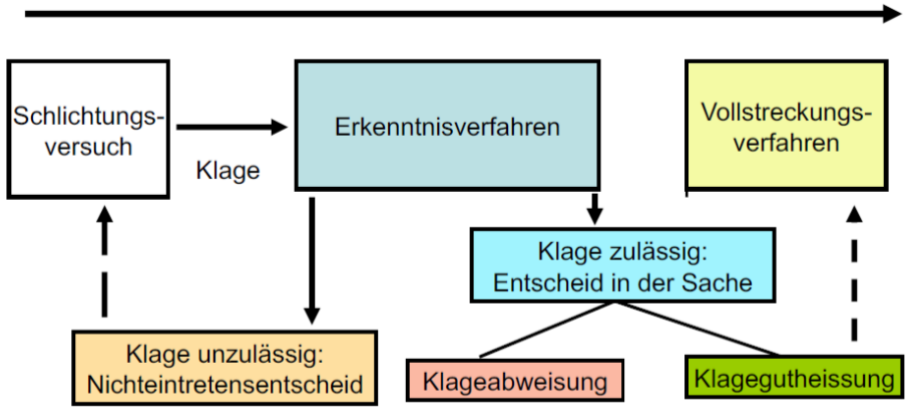 Schlichtungs-
versuch
Klage
Erkenntnisverfahren
Vollstreckungs-
verfahren
Klage zulässig:
Entscheid in der Sache
Klage unzulässig:
Nichteintretensentscheid
Klageabweisung
Klagegutheissung